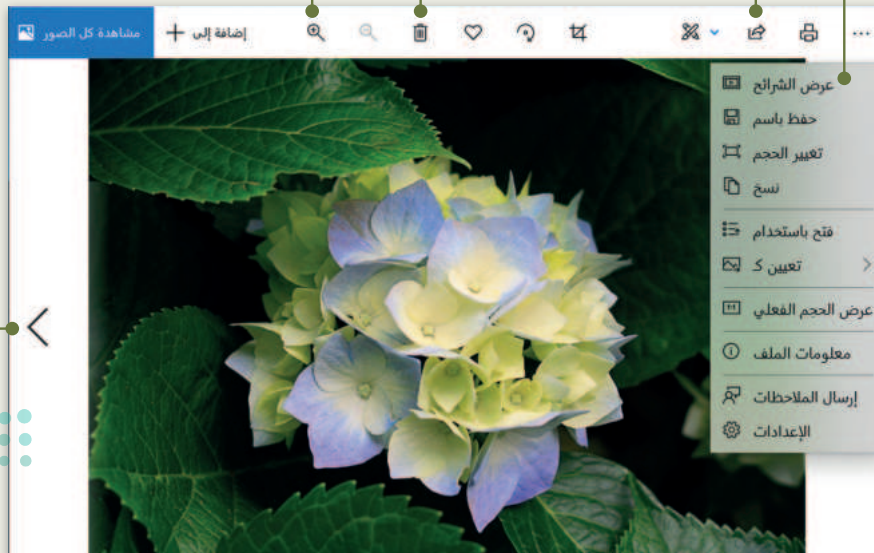 مشاهدة كل الصور
إضافة إلى
عرض الشرائح
حفظ باسم
تغيير الحجم
نسخ
فتح باستخدام
تعيين كـ
عرض الحجم الفعلي
معلومات الملف
إرسال الملاحظات
الإعدادات